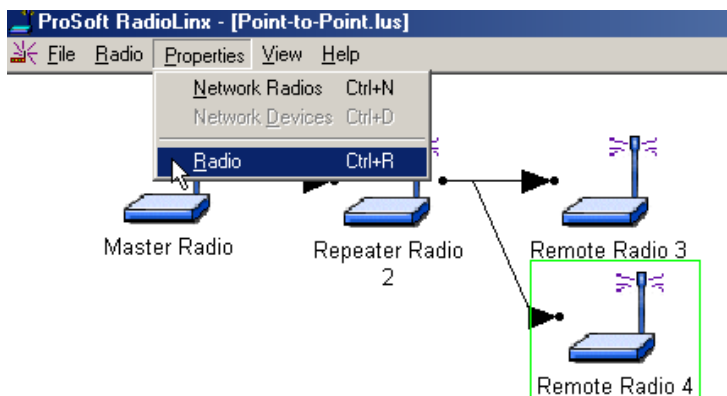 ProSoft RadioLinx - [Point-to-Point.lus]
File Radio Properties View Help
Network Radios Ctrl+N
Network Devices Ctrl+D
Radio Ctrl+R
Master Radio
Repeater Radio
2
Remote Radio 3
Remote Radio 4